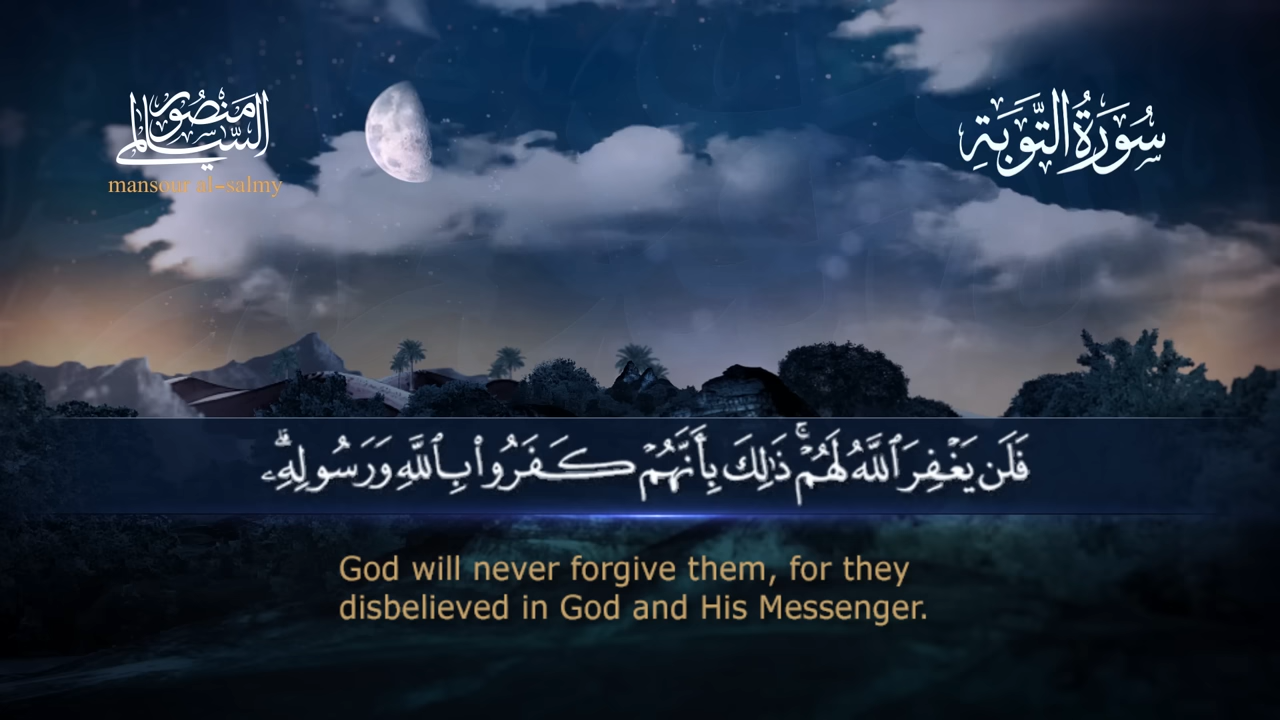 منصور السالمي
mansour al-salmy
سُورَةُ التَّوْبَةِ
فَلَن يَغْفِرَ ٱللَّهُ لَهُمْ ۚ ذَٰلِكَ بِأَنَّهُمْ كَفَرُوا۟ بِٱللَّهِ وَرَسُولِهِۦ ۗ
God will never forgive them, for they
disbelieved in God and His Messenger.